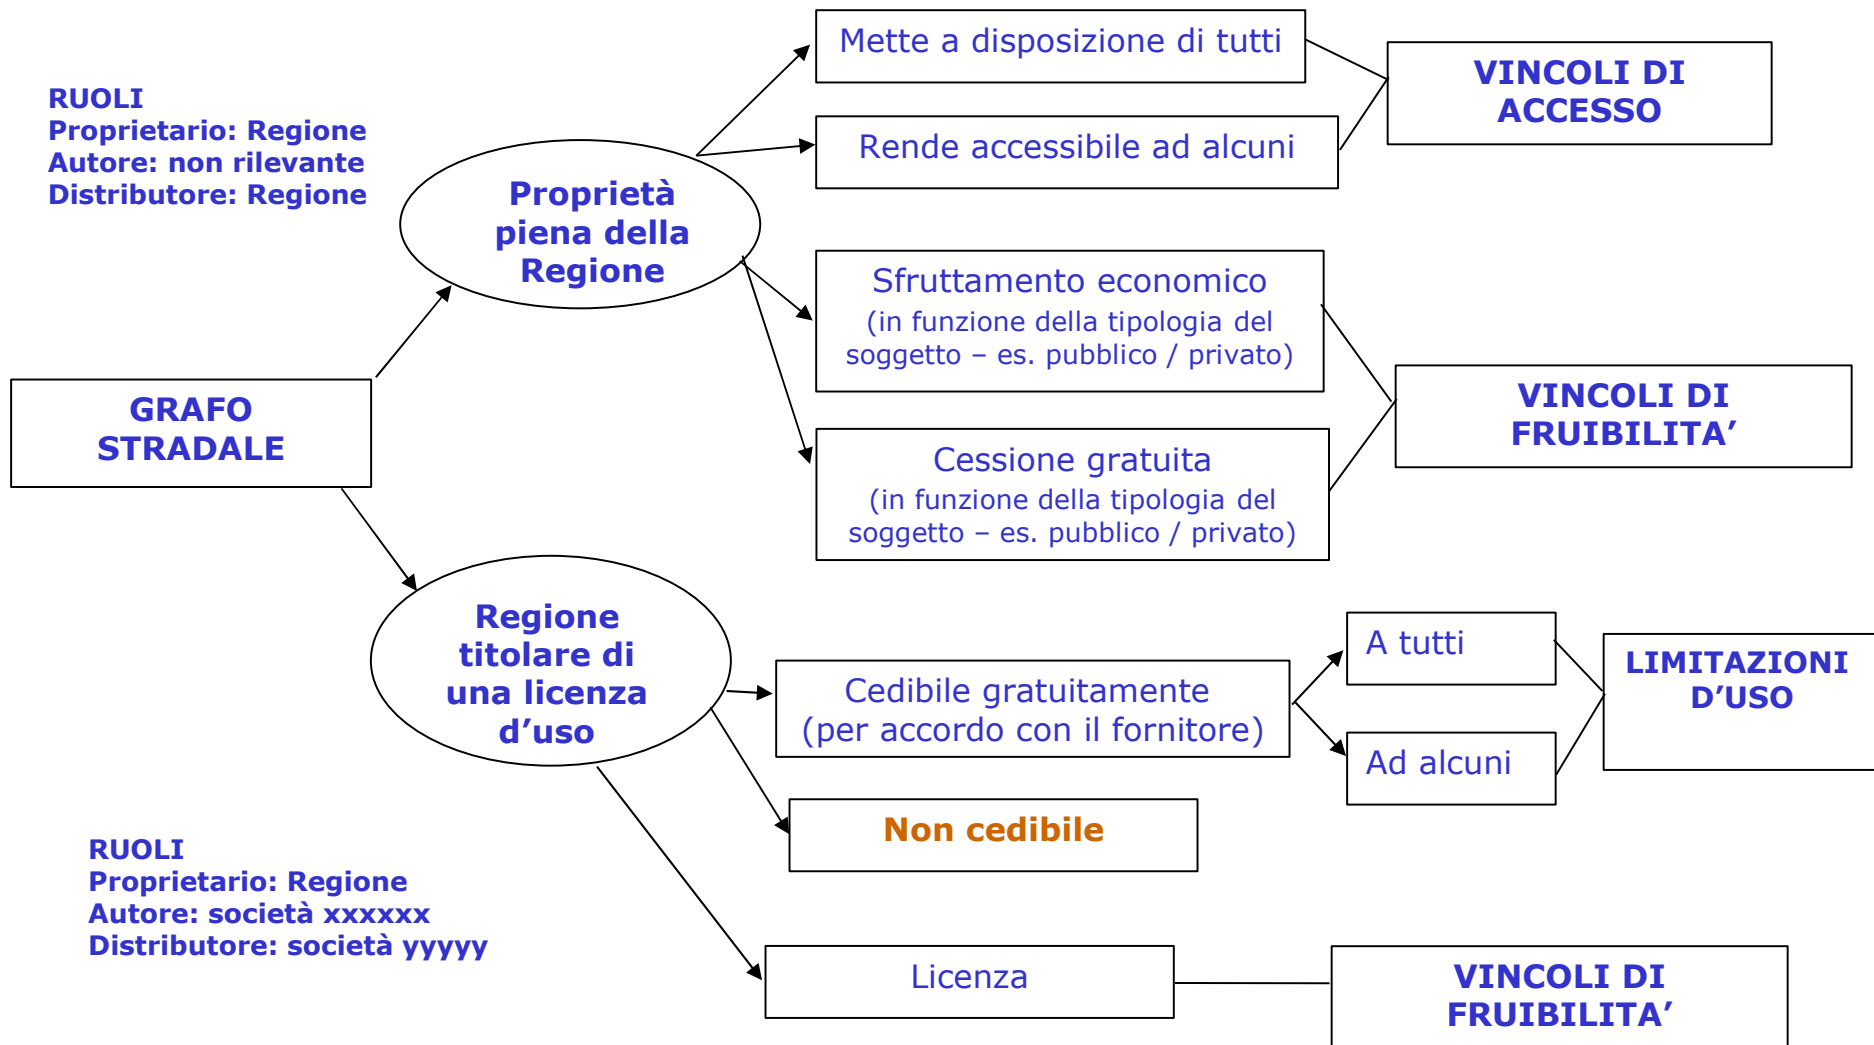 Mette a disposizione di tutti
VINCOLI DI
ACCESSO
RUOLI
Proprietario: Regione
Autore: non rilevante
Distributore: Regione
Rende accessibile ad alcuni
Proprietà
piena della
Regione
Sfruttamento economico
(in funzione della tipologia del
soggetto – es. pubblico / privato)
GRAFO
STRADALE
VINCOLI DI
FRUIBILITA’
Cessione gratuita
(in funzione della tipologia del
soggetto – es. pubblico / privato)
Regione
titolare di
una licenza
d’uso
Cedibile gratuitamente
(per accordo con il fornitore)
A tutti
Ad alcuni
LIMITAZIONI
D’USO
Non cedibile
RUOLI
Proprietario: Regione
Autore: società xxxxxx
Distributore: società yyyyy
Licenza
VINCOLI DI
FRUIBILITA’